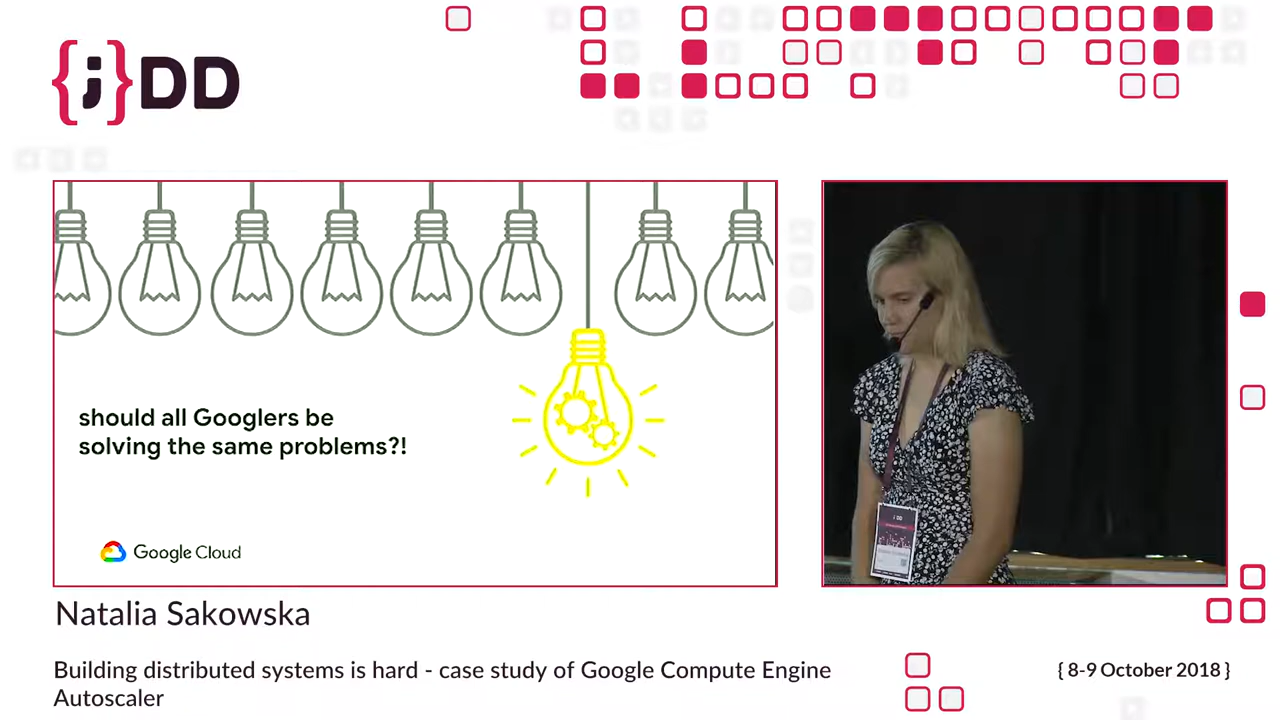 {j}DD
should all Googlers be
solving the same problems?!
Google Cloud
Natalia Sakowska
Building distributed systems is hard - case study of Google Compute Engine
Autoscaler
{ 8-9 October 2018 }